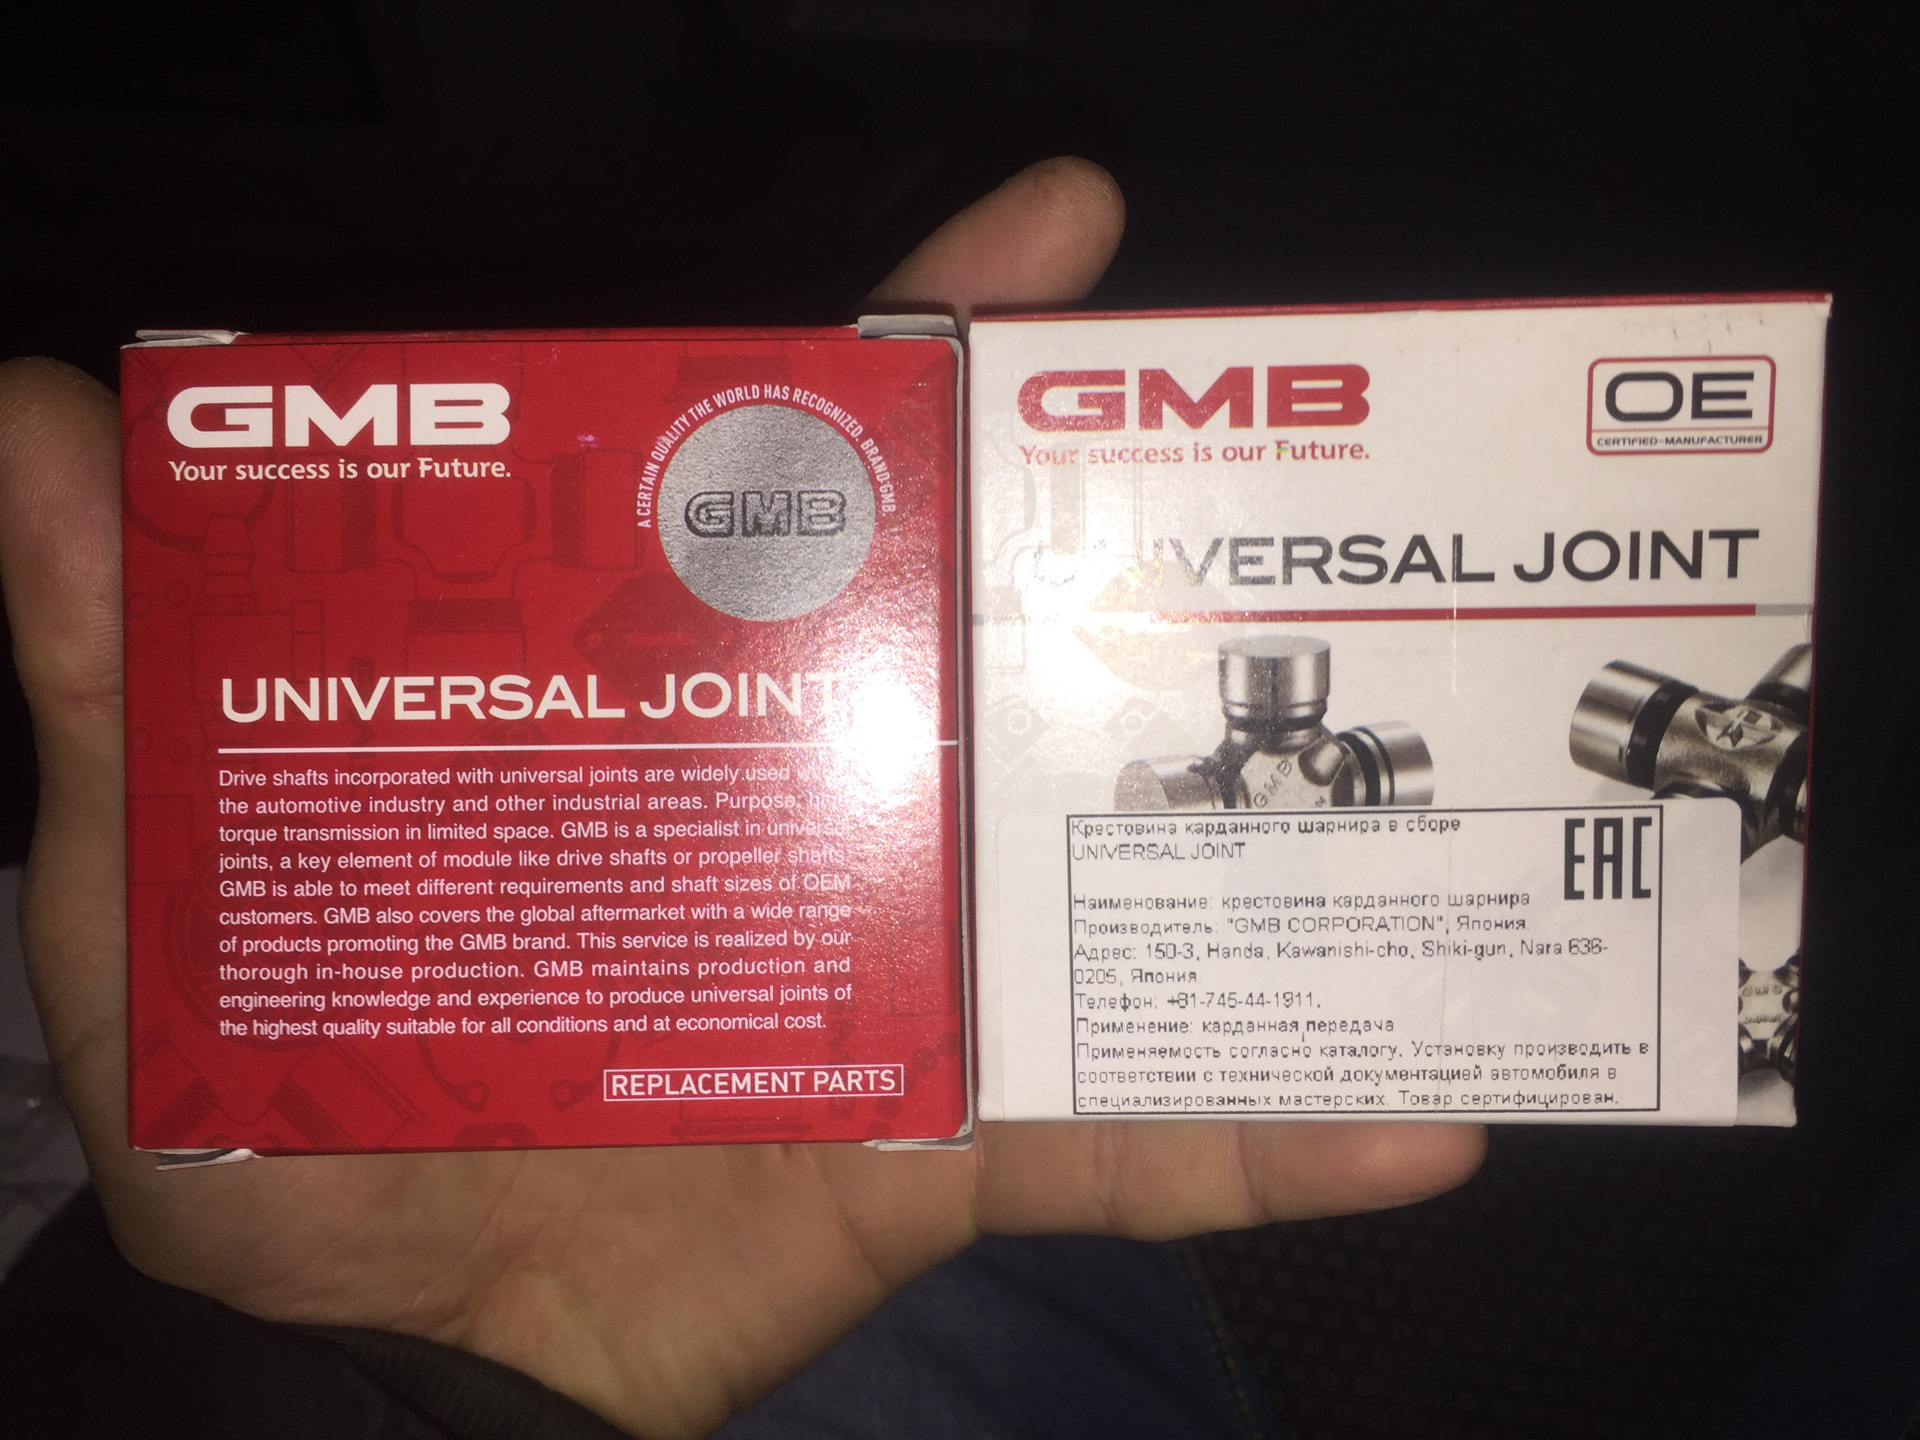 GMB
Your success is our Future.
A CERTAIN QUALITY THE WORLD HAS RECOGNIZED. BRAND GMB.
GMB
UNIVERSAL JOINT
Drive shafts incorporated with universal joints are widely used
the automotive industry and other industrial areas. Purpose:
torque transmission in limited space. GMB is a specialist in universal
joints, a key element of module like drive shafts or propeller shafts.
GMB is able to meet different requirements and shaft sizes of OEM
customers. GMB also covers the global aftermarket with a wide range
of products promoting the GMB brand. This service is realized by our
thorough in-house production. GMB maintains production and
engineering knowledge and experience to produce universal joints of
the highest quality suitable for all conditions and at economical cost.
REPLACEMENT PARTS
GMB
Your success is our Future.
OE
CERTIFIED-MANUFACTURER
UNIVERSAL JOINT
GMB
Крестовина карданного шарнира в сборе
UNIVERSAL JOINT
EAC
Наименование: крестовина карданного шарнира
Производитель: "GMB CORPORATION", Япония.
Адрес: 150-3, Handa, Kawanishi-cho, Shiki-gun, Nara 636-
0205, Япония.
Телефон: +81-745-44-1911.
Применение: карданная передача
Применяемость согласно каталогу. Установку производить в
соответствии с технической документацией автомобиля в
специализированных мастерских. Товар сертифицирован.
GMB
JAPAN